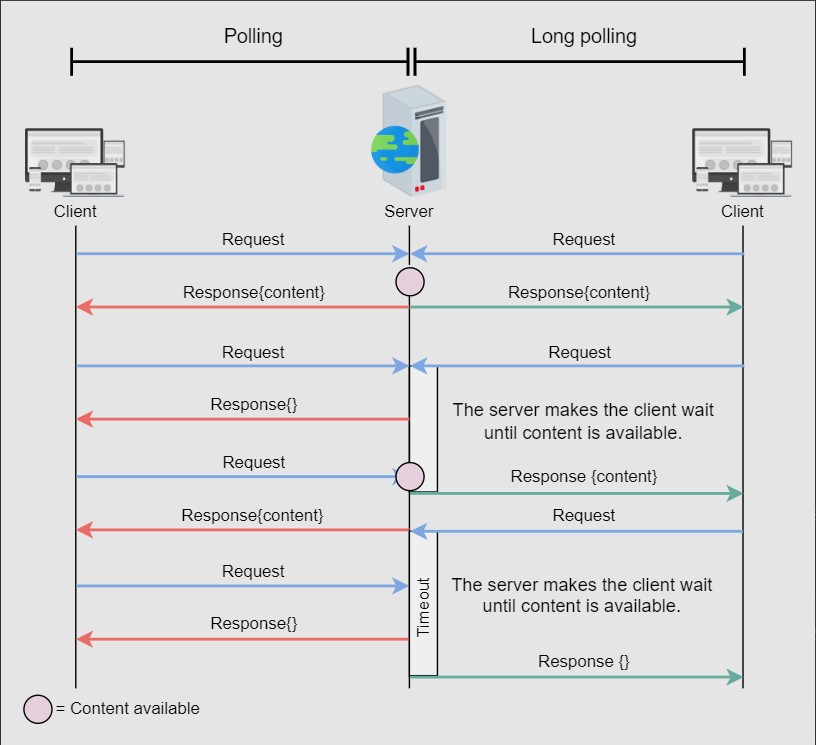 Polling
Long polling
Client
Server
Client
Request
Request
Response{content}
Response{content}
Request
Request
Response{}
The server makes the client wait
until content is available.
Request
Response {content}
Response{content}
Request
Request
Timeout
The server makes the client wait
until content is available.
Response{}
Response {}
= Content available